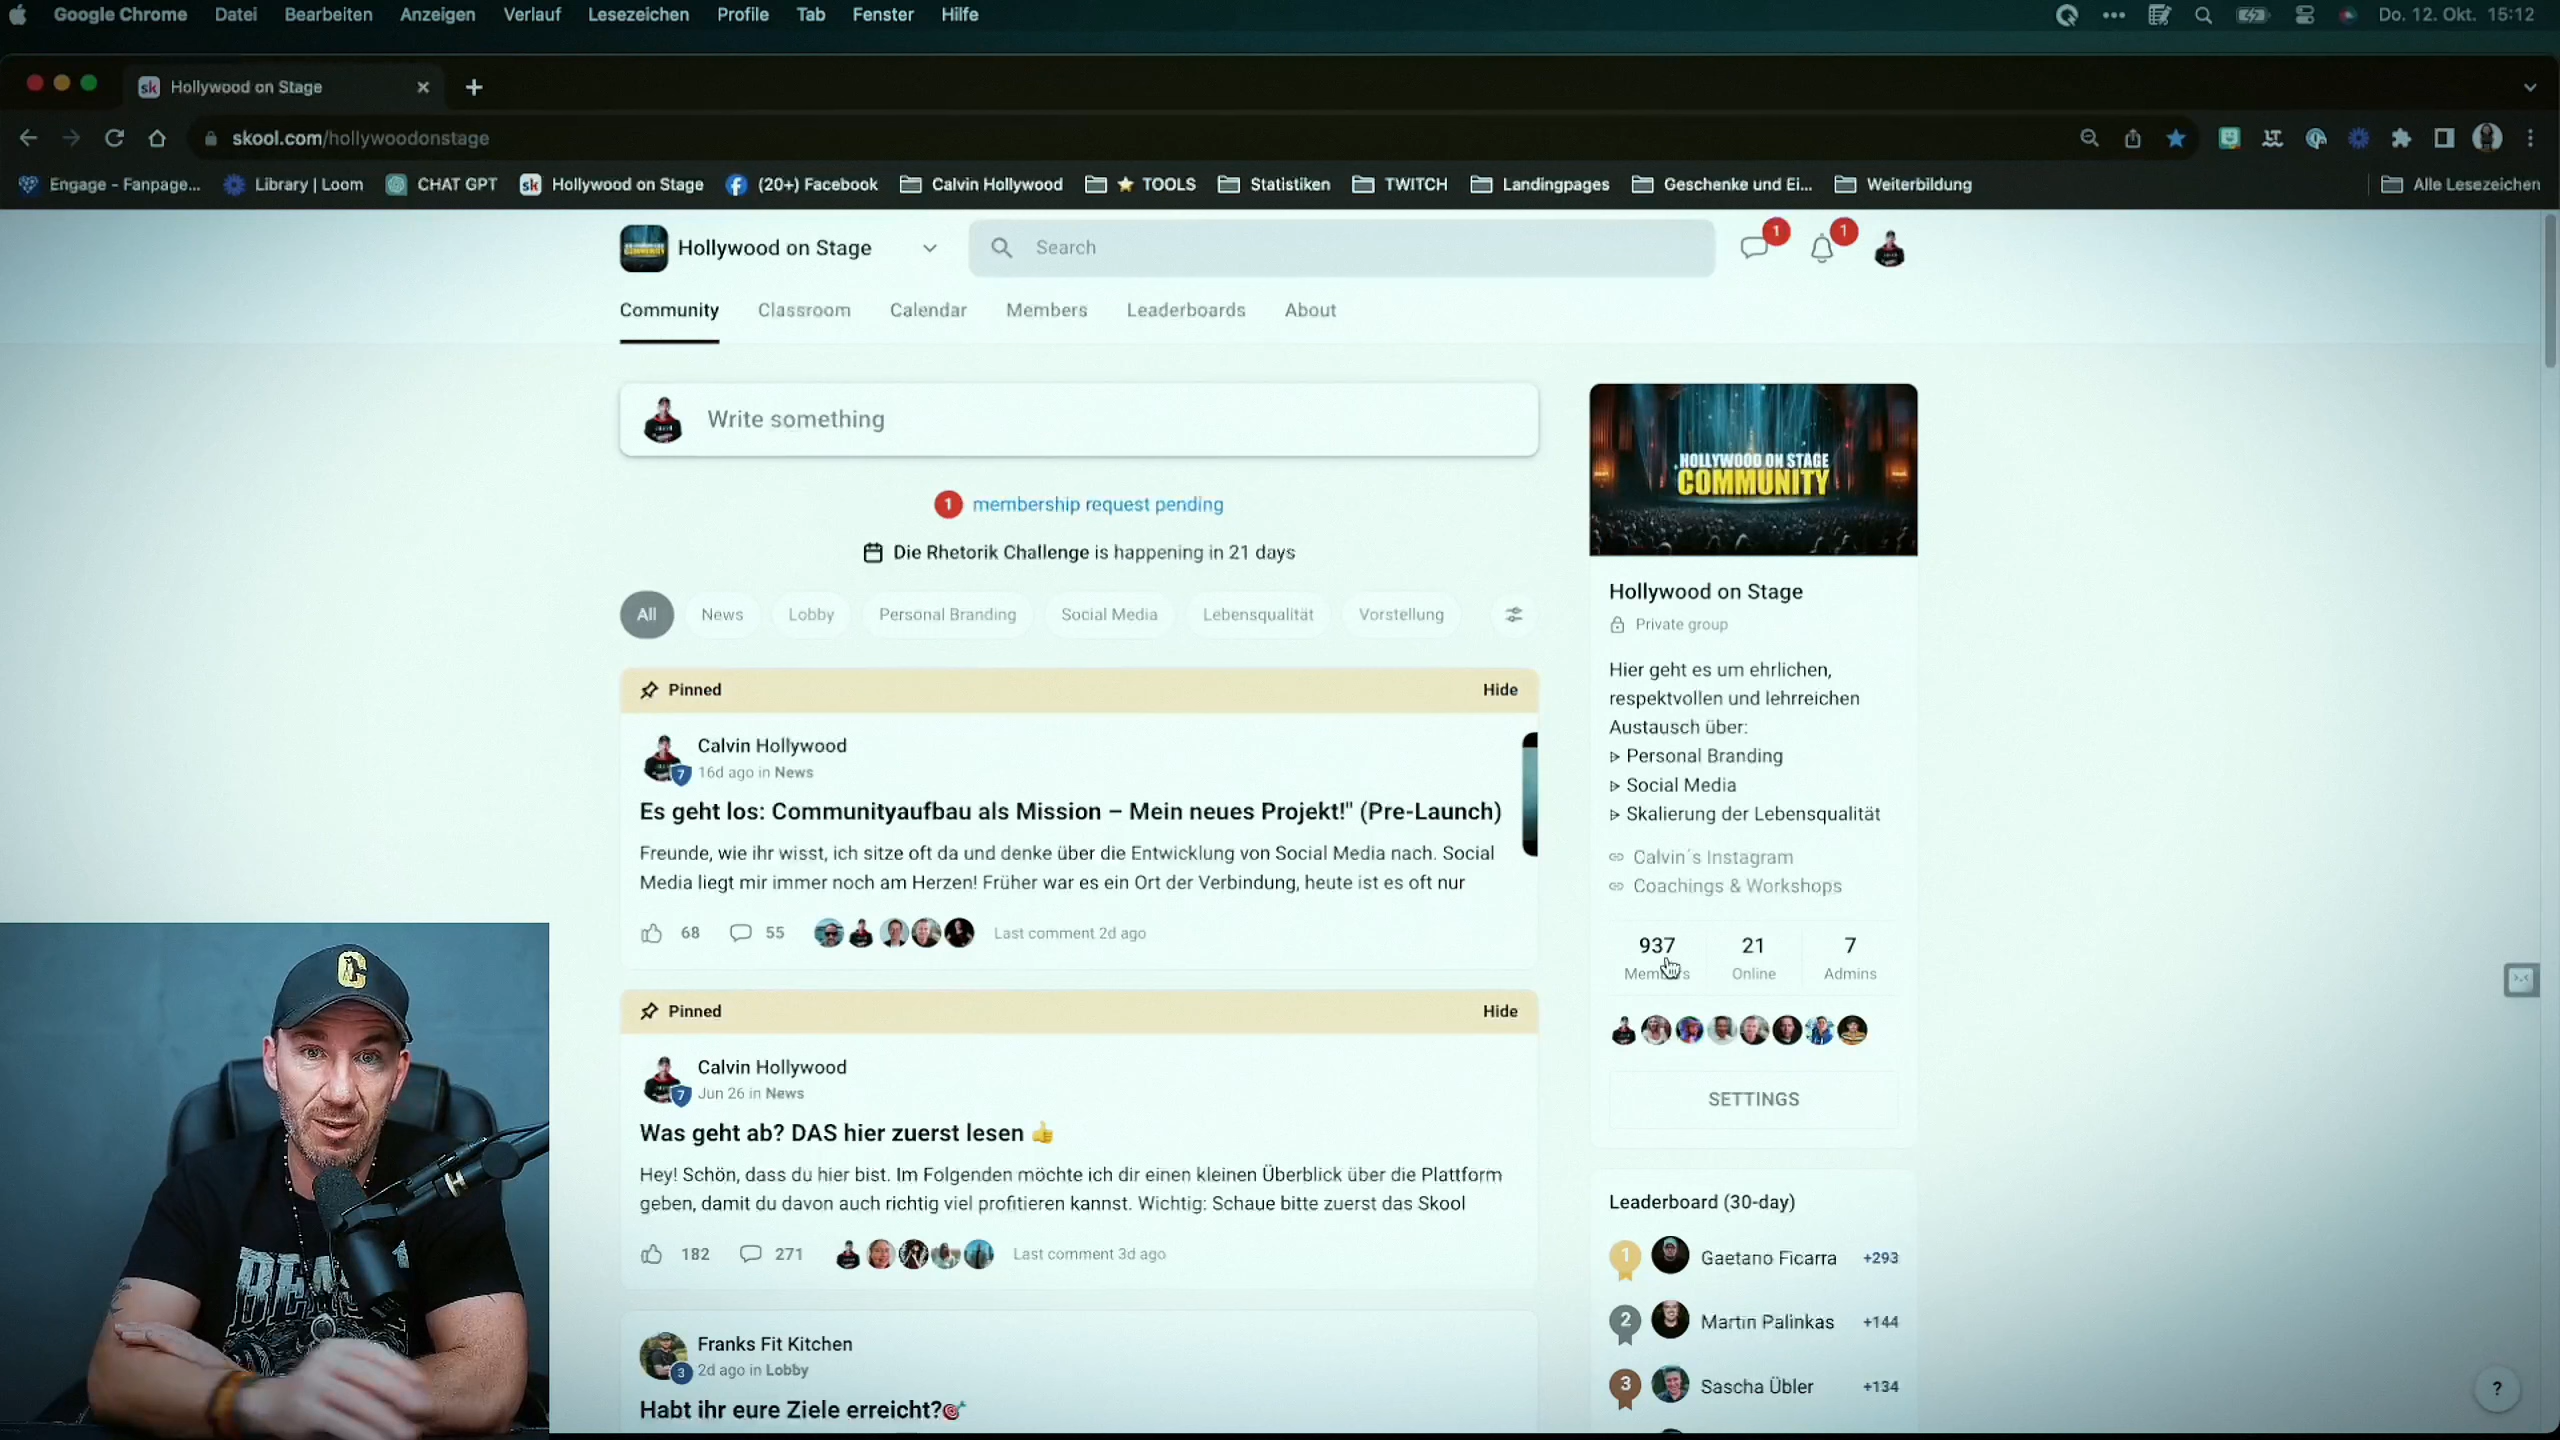 Google Chrome Datei Bearbeiten Anzeigen Verlauf Lesezeichen Profile Tab Fenster Hilfe Do. 12. Okt. 15:12
sk Hollywood on Stage
skool.com/hollywoodonstage
Engage - Fanpage... Library | Loom CHAT GPT sk Hollywood on Stage (20+) Facebook Calvin Hollywood ⭐ TOOLS Statistiken TWITCH Landingpages Geschenke und Ei... Weiterbildung Alle Lesezeichen
Hollywood on Stage Search 1 1
Community Classroom Calendar Members Leaderboards About
Write something
1 membership request pending
Die Rhetorik Challenge is happening in 21 days
All News Lobby Personal Branding Social Media Lebensqualität Vorstellung
Pinned Hide
Calvin Hollywood
7 16d ago in News
Es geht los: Communityaufbau als Mission – Mein neues Projekt!" (Pre-Launch)
Freunde, wie ihr wisst, ich sitze oft da und denke über die Entwicklung von Social Media nach. Social
Media liegt mir immer noch am Herzen! Früher war es ein Ort der Verbindung, heute ist es oft nur
68 55 Last comment 2d ago
Pinned Hide
Calvin Hollywood
7 Jun 26 in News
Was geht ab? DAS hier zuerst lesen 👍
Hey! Schön, dass du hier bist. Im Folgenden möchte ich dir einen kleinen Überblick über die Plattform
geben, damit du davon auch richtig viel profitieren kannst. Wichtig: Schaue bitte zuerst das Skool
182 271 Last comment 3d ago
Franks Fit Kitchen
3 2d ago in Lobby
Habt ihr eure Ziele erreicht?🎯
HOLLYWOOD ON STAGE
COMMUNITY
Hollywood on Stage
Private group
Hier geht es um ehrlichen,
respektvollen und lehrreichen
Austausch über:
▹ Personal Branding
▹ Social Media
▹ Skalierung der Lebensqualität
Calvin´s Instagram
Coachings & Workshops
937 21 7
Members Online Admins
SETTINGS
Leaderboard (30-day)
1 Gaetano Ficarra +293
2 Martin Palinkas +144
3 Sascha Übler +134
?
C